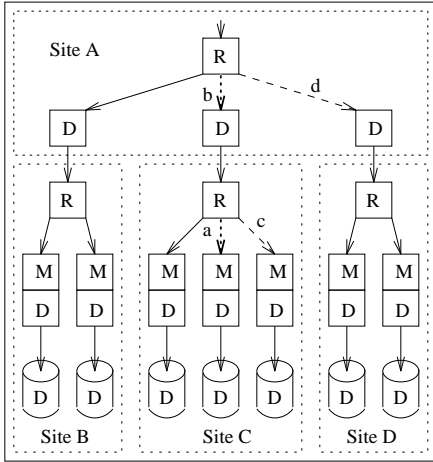 Site A
R
b
d
D D D
R R R
a c
M M M M M M M
D D D D D D D
D D D D D D D
Site B Site C Site D